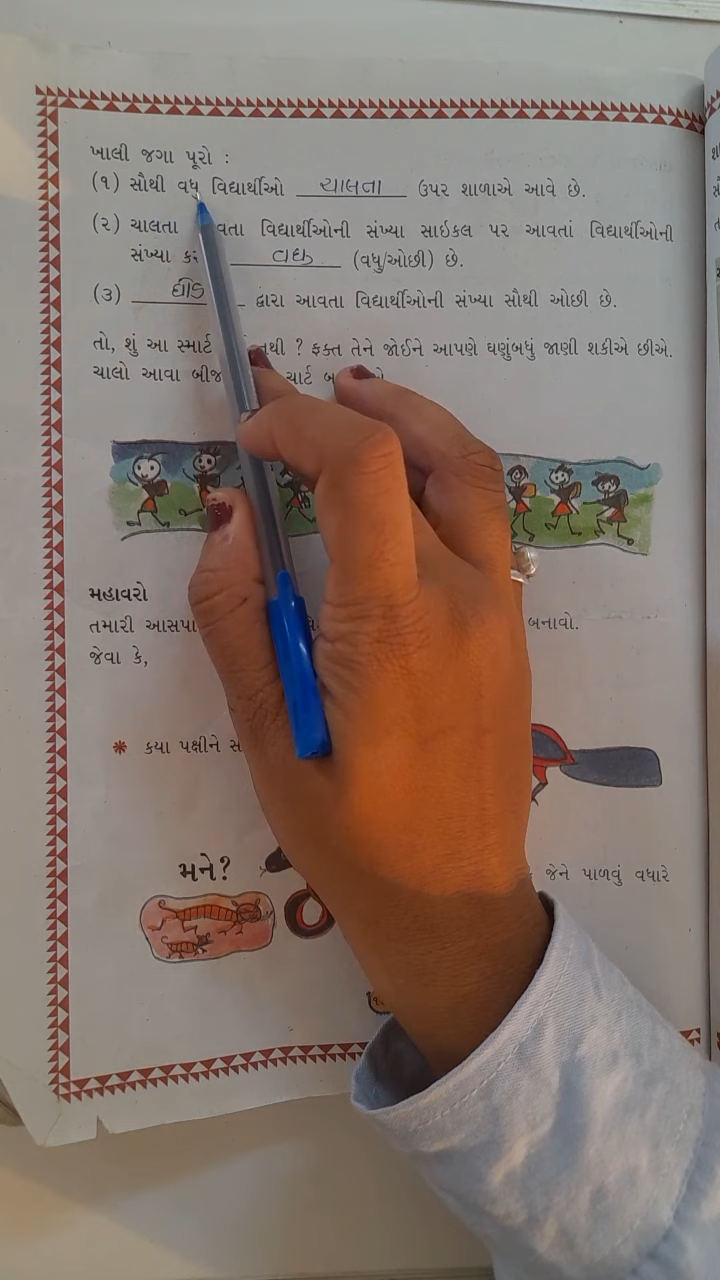 ખાલી જગા પૂરો :
(૧) સૌથી વધુ વિદ્યાર્થીઓ ચાલતા ઉપર શાળાએ આવે છે.
(૨) ચાલતા વતા વિદ્યાર્થીઓની સંખ્યા સાઇકલ પર આવતાં વિદ્યાર્થીઓની
સંખ્યા કર વધુ (વધુ/ઓછી) છે.
(૩) દ્વારા આવતા વિદ્યાર્થીઓની સંખ્યા સૌથી ઓછી છે.
તો, શું આ સ્માર્ટ નથી ? ફક્ત તેને જોઈને આપણે ઘણુંબધું જાણી શકીએ છીએ.
ચાલો આવા બીજ ચાર્ટ
મહાવરો
તમારી આસપા બનાવો.
જેવા કે,
* કયા પક્ષીને
મને?
જેને પાળવું વધારે